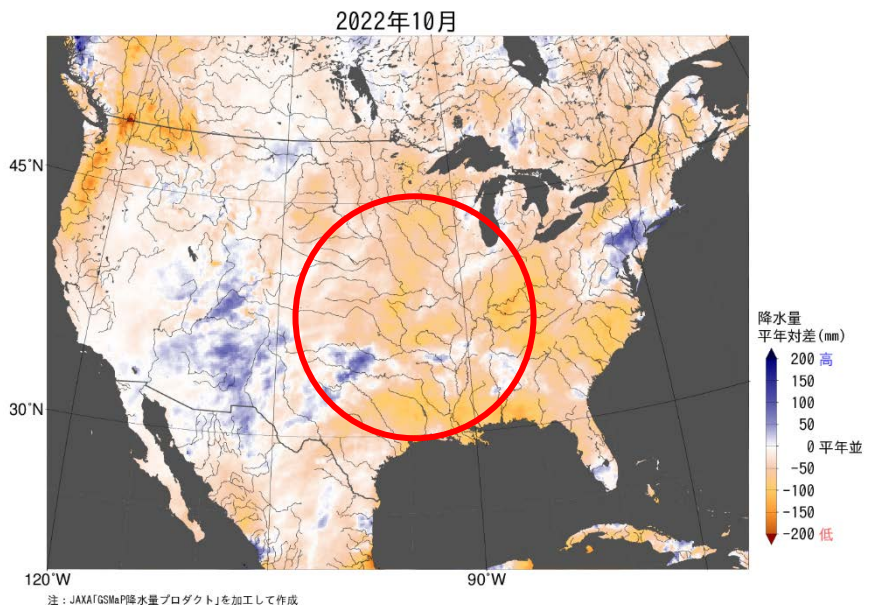 2022年10月
45°N
30°N
120°W
90°W
降水量
平年対差(mm)
200 高
150
100
50
0 平年並
-50
-100
-150
-200 低
注：JAXA「GSMaP降水量プロダクト」を加工して作成